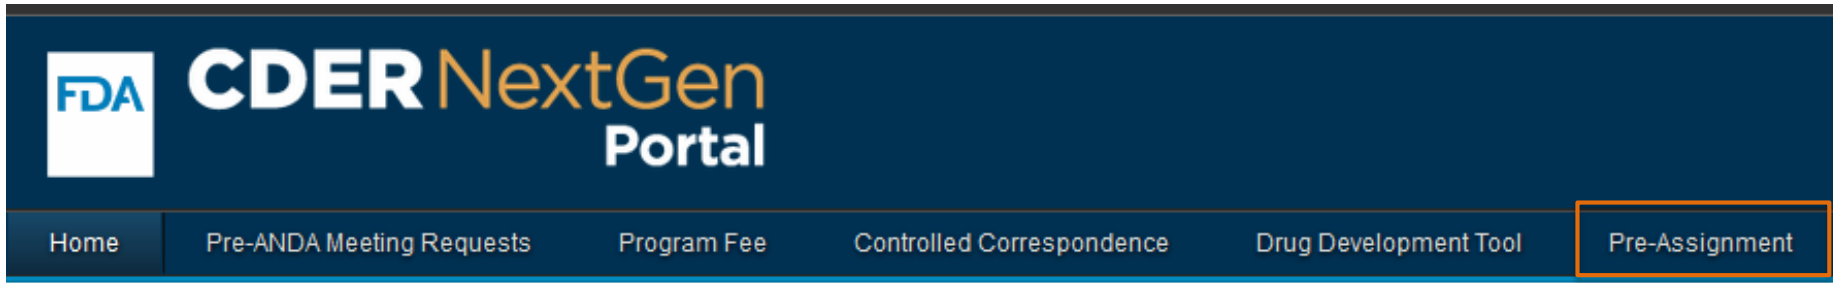 FDA
CDER NextGen
Portal
Home Pre-ANDA Meeting Requests Program Fee Controlled Correspondence Drug Development Tool Pre-Assignment